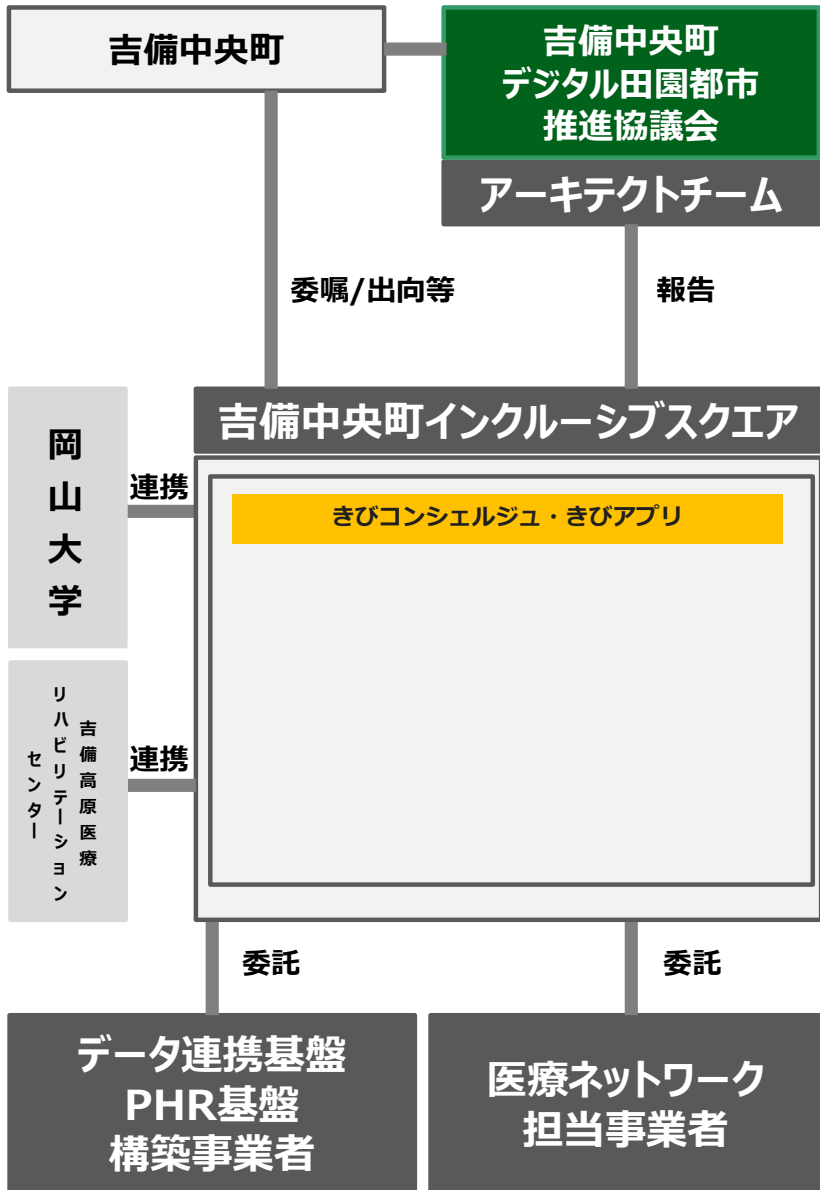 吉備中央町
吉備中央町
デジタル田園都市
推進協議会
アーキテクトチーム
委嘱/出向等
報告
吉備中央町インクルーシブスクエア
岡山大学
連携
きびコンシェルジュ・きびアプリ
吉備高原医療
リハビリテーション
センター
連携
委託
委託
データ連携基盤
PHR基盤
構築事業者
医療ネットワーク
担当事業者